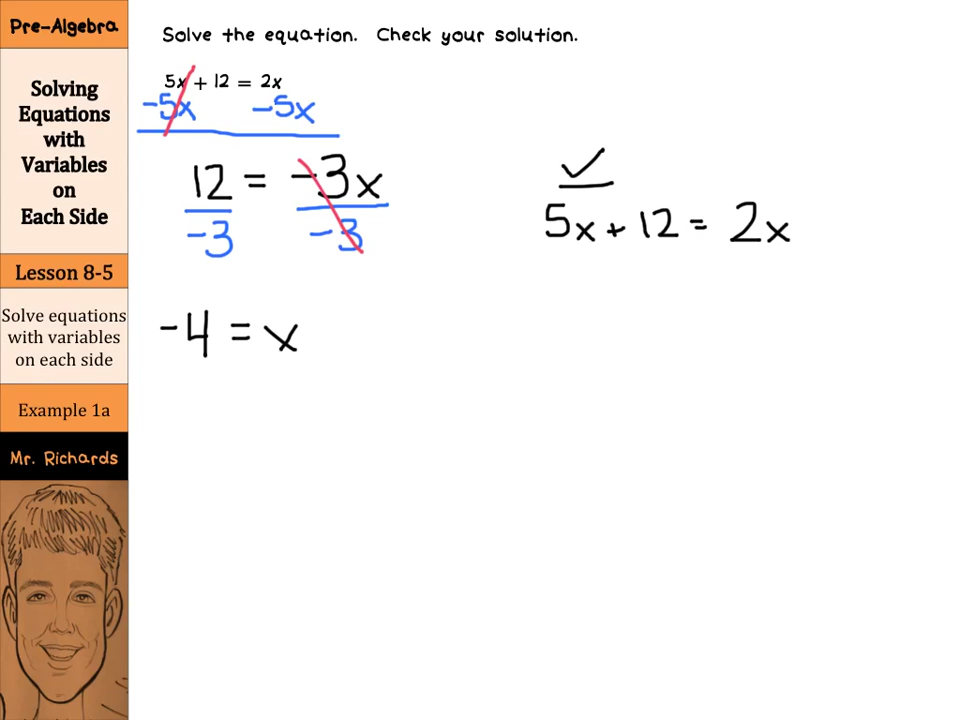 Pre-Algebra
Solving
Equations
with
Variables
on
Each Side
Lesson 8-5
Solve equations
with variables
on each side
Example 1a
Mr. Richards
Solve the equation. Check your solution.
5x + 12 = 2x
-5x -5x
12 = -3x
-3 -3
-4 = x
✓
5x + 12 = 2x